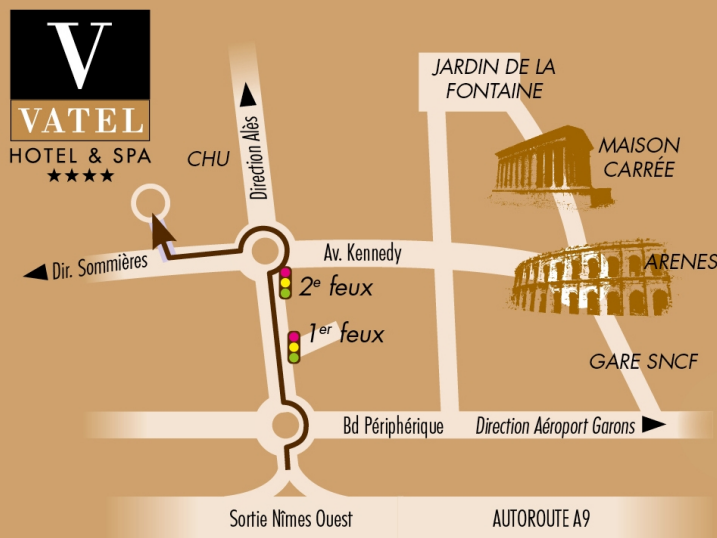 V
VATEL
HOTEL & SPA
★★★★
JARDIN DE LA
FONTAINE
CHU
Direction Alès
MAISON
CARRÉE
Dir. Sommières
Av. Kennedy
ARENES
2e feux
1er feux
GARE SNCF
Bd Périphérique
Direction Aéroport Garons
Sortie Nîmes Ouest
AUTOROUTE A9